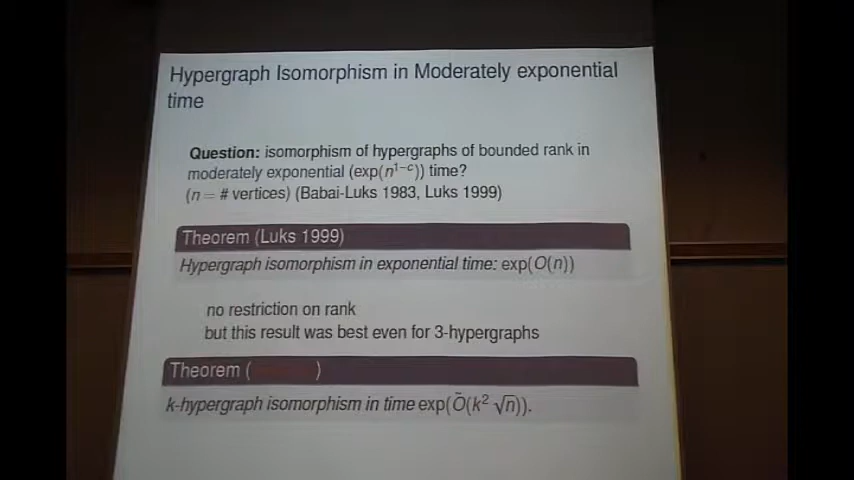 Hypergraph Isomorphism in Moderately exponential
time
Question: isomorphism of hypergraphs of bounded rank in
moderately exponential (exp(n^{1−c})) time?
(n = # vertices) (Babai-Luks 1983, Luks 1999)
Theorem (Luks 1999)
Hypergraph isomorphism in exponential time: exp(O(n))
no restriction on rank
but this result was best even for 3-hypergraphs
Theorem ( )
k-hypergraph isomorphism in time exp(Õ(k² √n)).